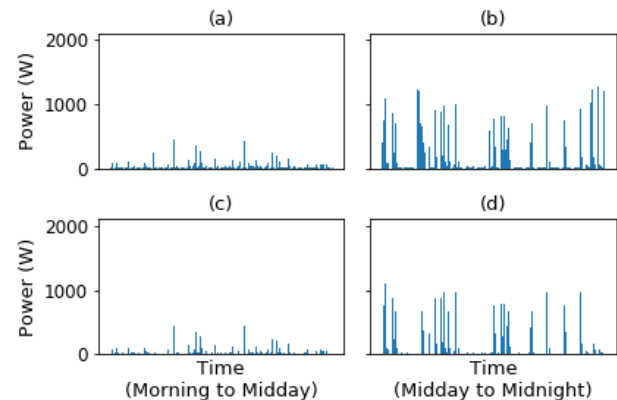 (a) (b)
2000
Power (W)
1000
0
(c) (d)
2000
Power (W)
1000
0
Time Time
(Morning to Midday) (Midday to Midnight)